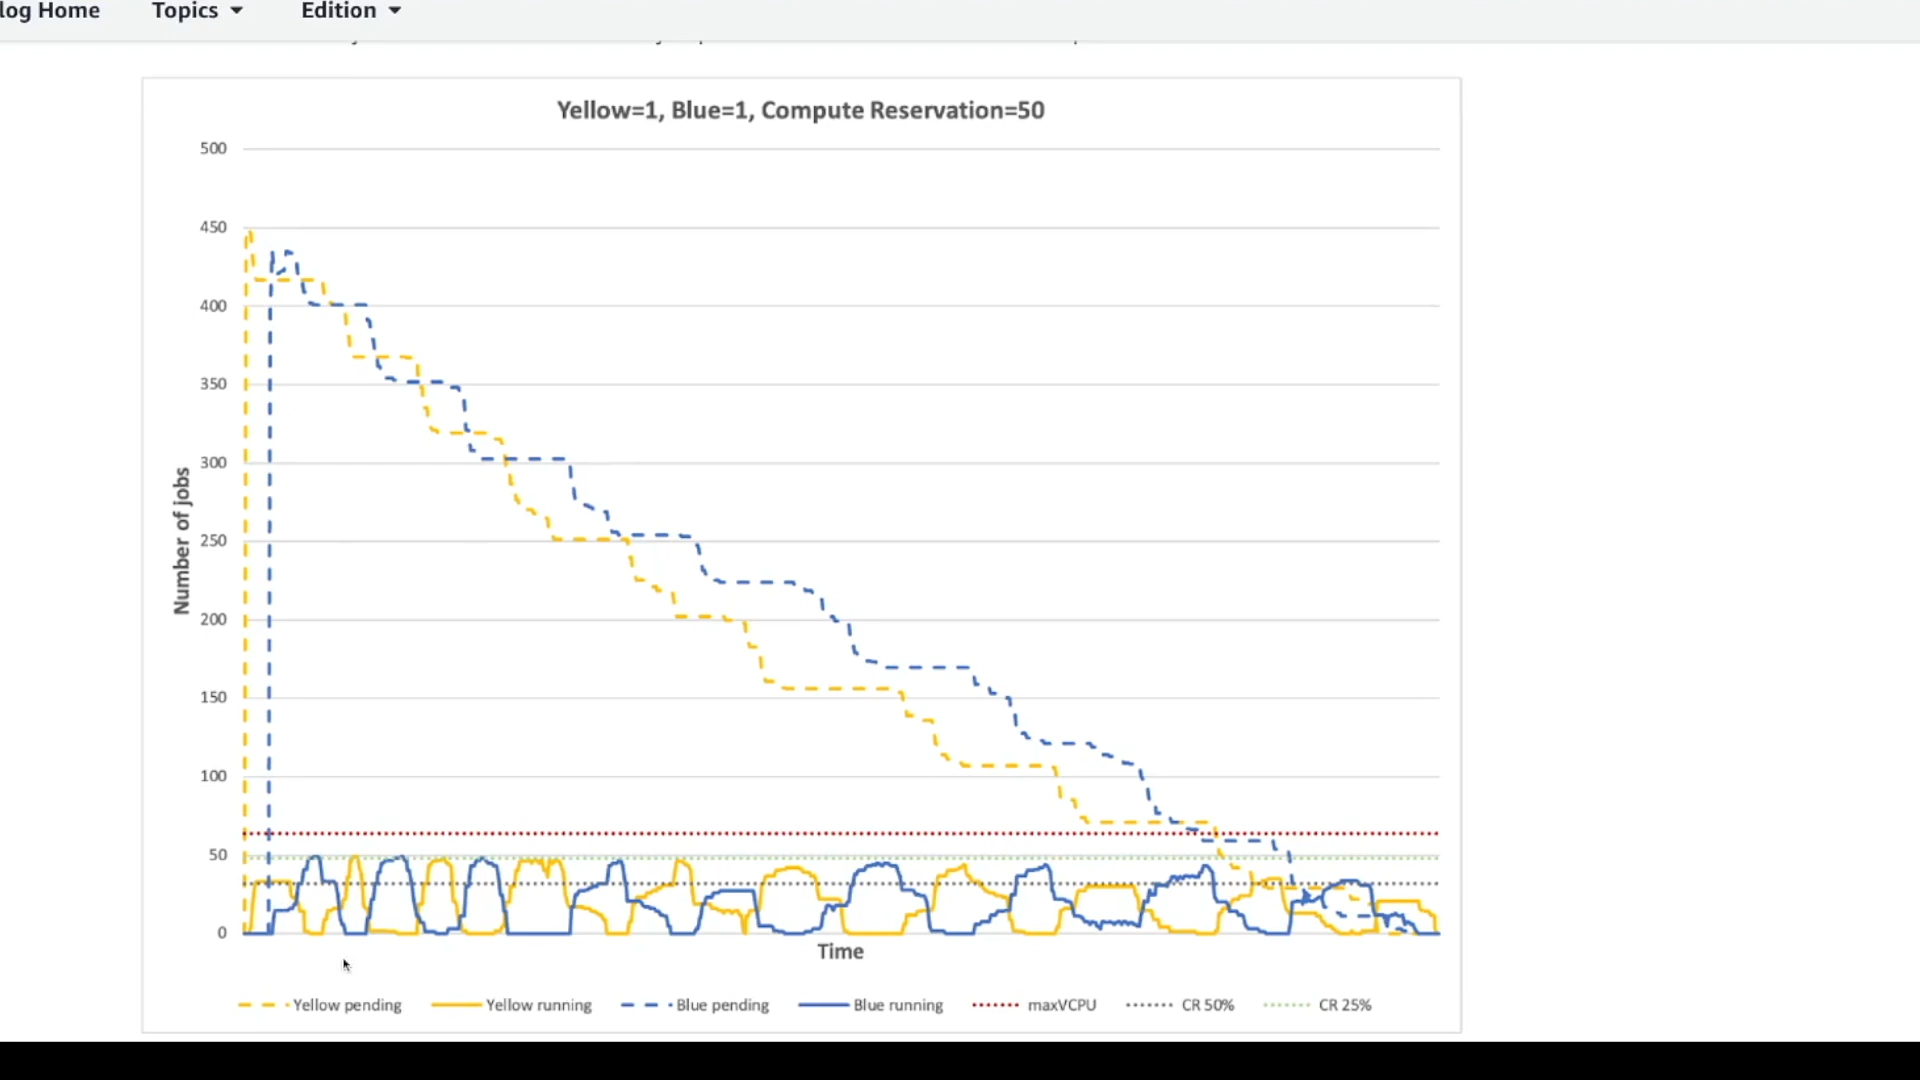 log Home Topics Edition
Yellow=1, Blue=1, Compute Reservation=50
500
450
400
350
300
250
200
150
100
50
0
Number of jobs
Time
Yellow pending Yellow running Blue pending Blue running maxVCPU CR 50% CR 25%